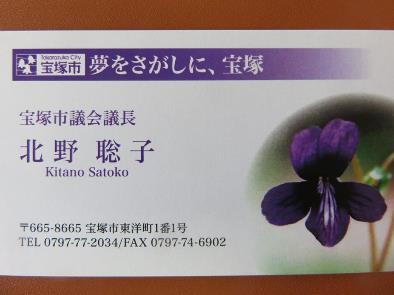 Takarazuka City
宝塚市
夢をさがしに、宝塚
宝塚市議会議長
北野 聡子
Kitano Satoko
〒665-8665 宝塚市東洋町1番1号
TEL 0797-77-2034/FAX 0797-74-6902